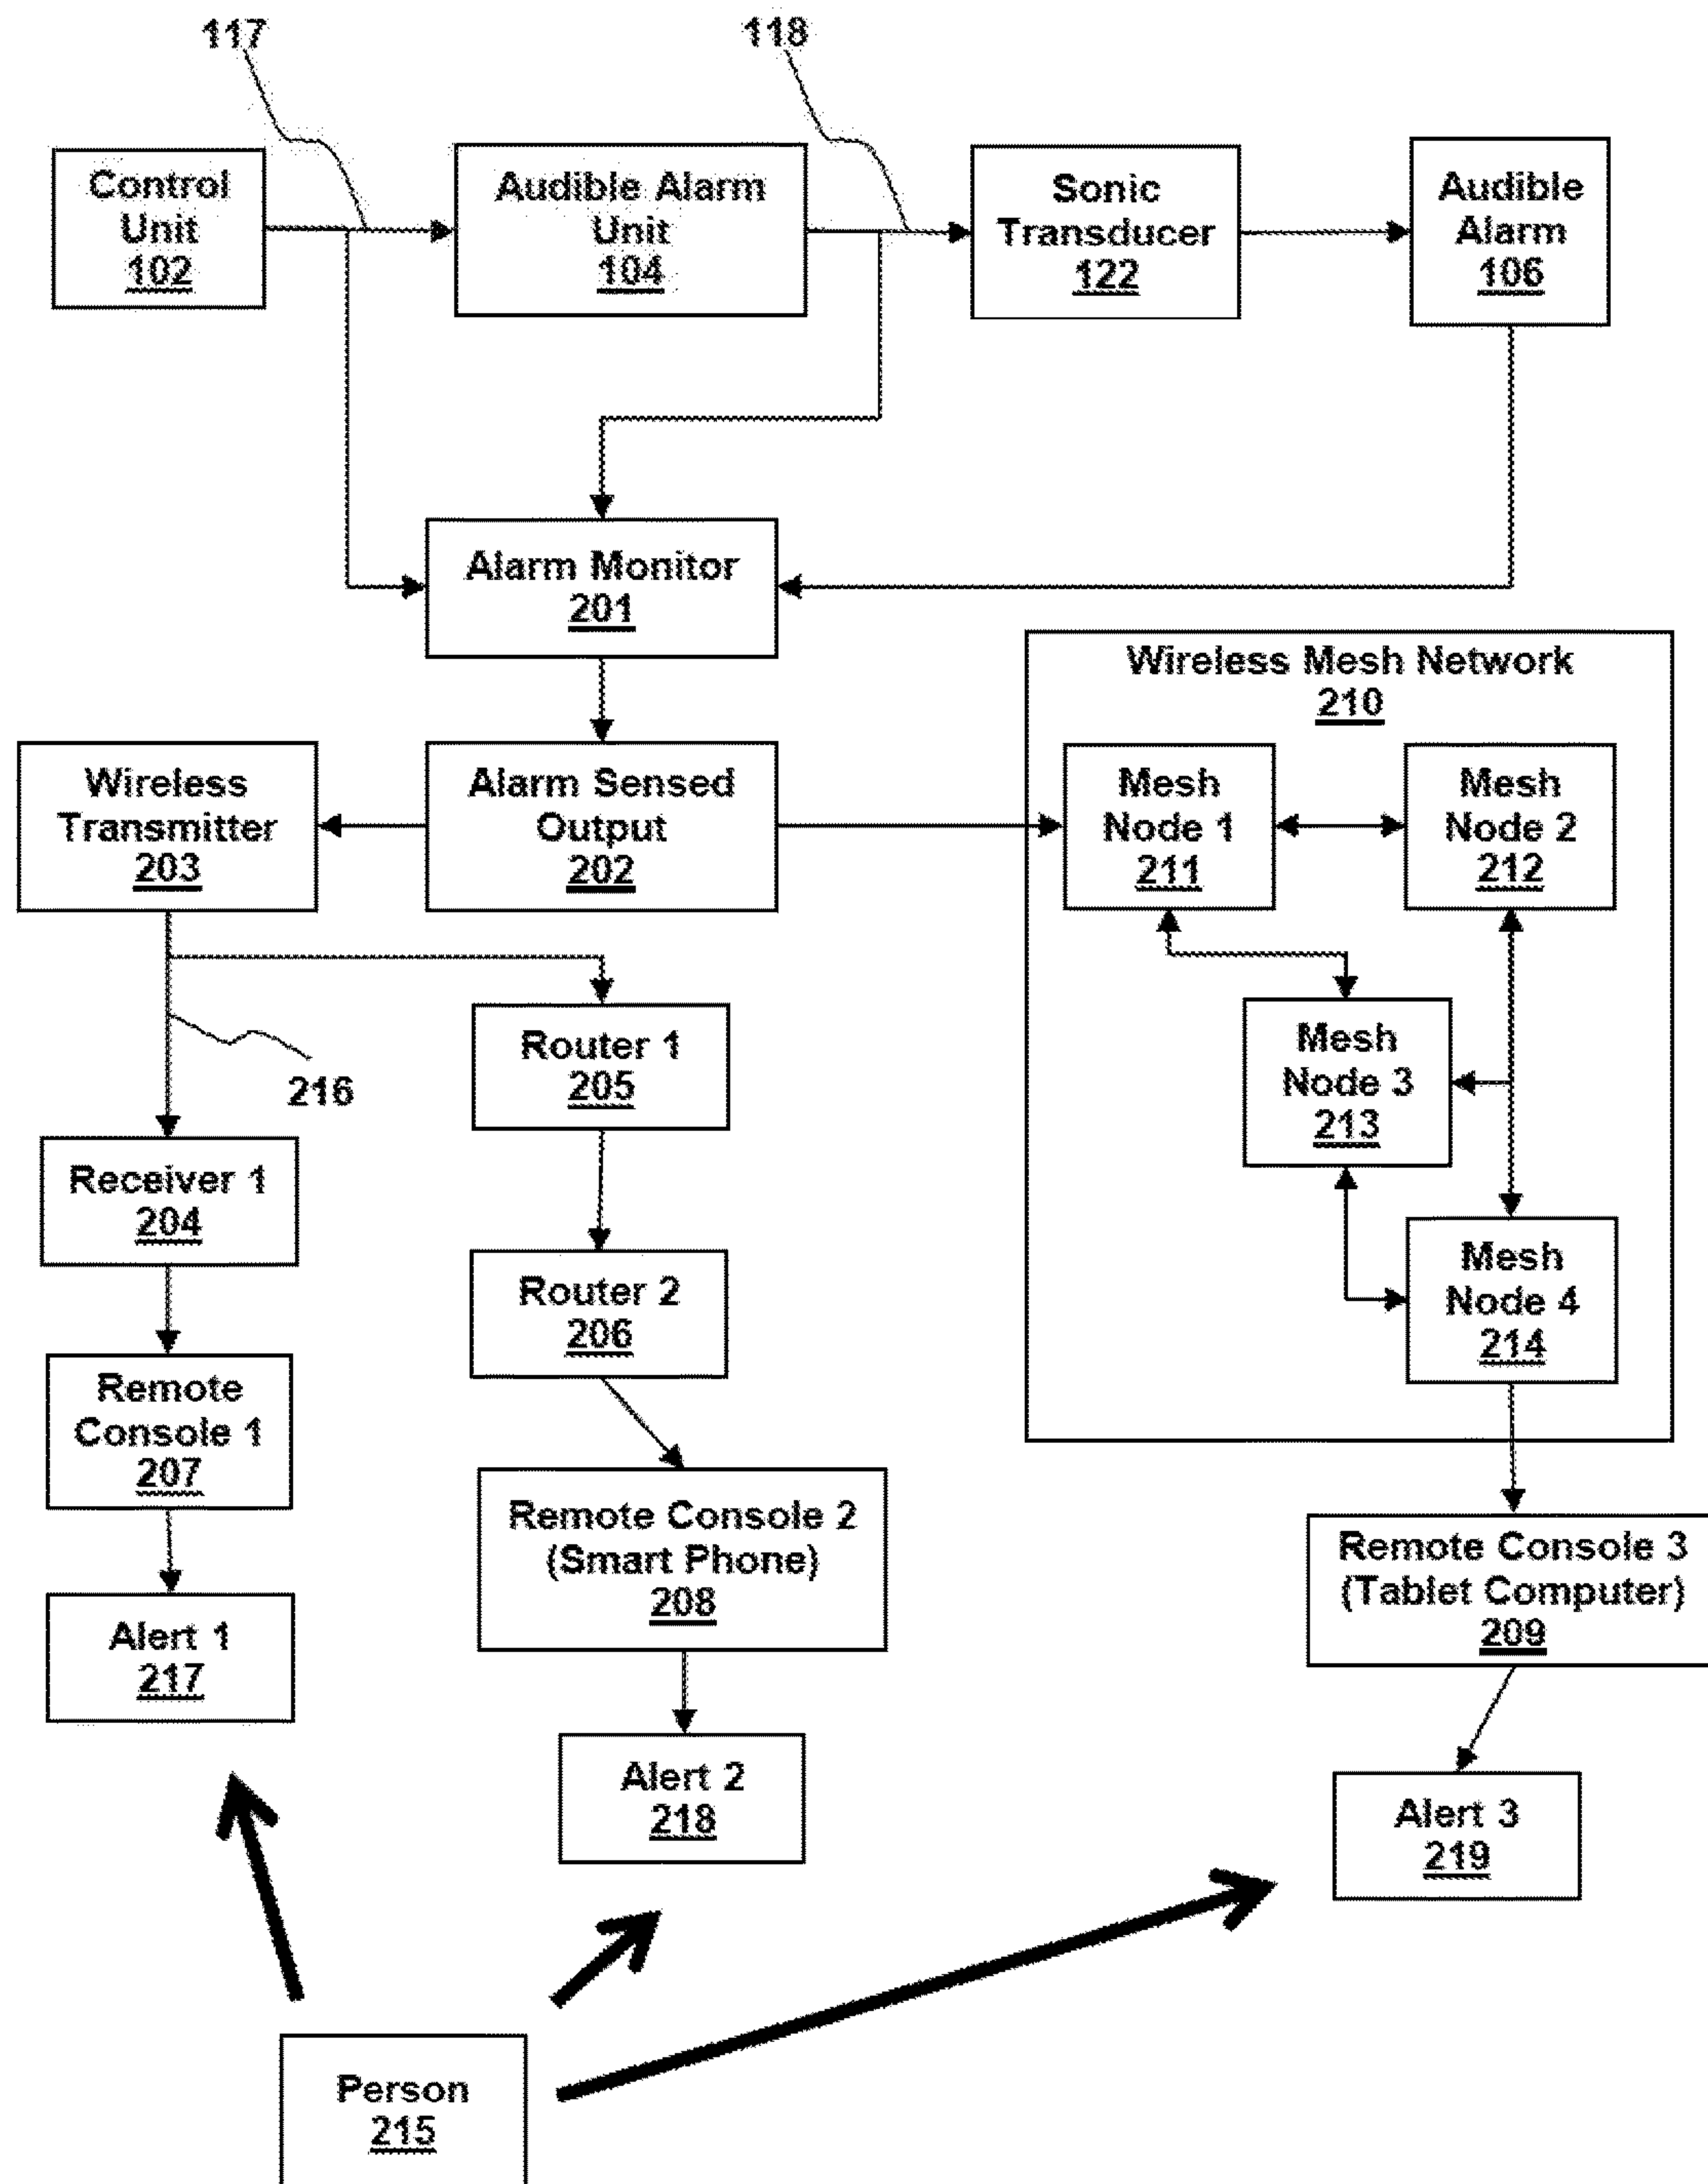 117
118
Control
Unit
102
Audible Alarm
Unit
104
Sonic
Transducer
122
Audible
Alarm
106
Alarm Monitor
201
Wireless Mesh Network
210
Wireless
Transmitter
203
Alarm Sensed
Output
202
Mesh
Node 1
211
Mesh
Node 2
212
Router 1
205
Mesh
Node 3
213
216
Receiver 1
204
Router 2
206
Mesh
Node 4
214
Remote
Console 1
207
Remote Console 2
(Smart Phone)
208
Remote Console 3
(Tablet Computer)
209
Alert 1
217
Alert 2
218
Alert 3
219
Person
215